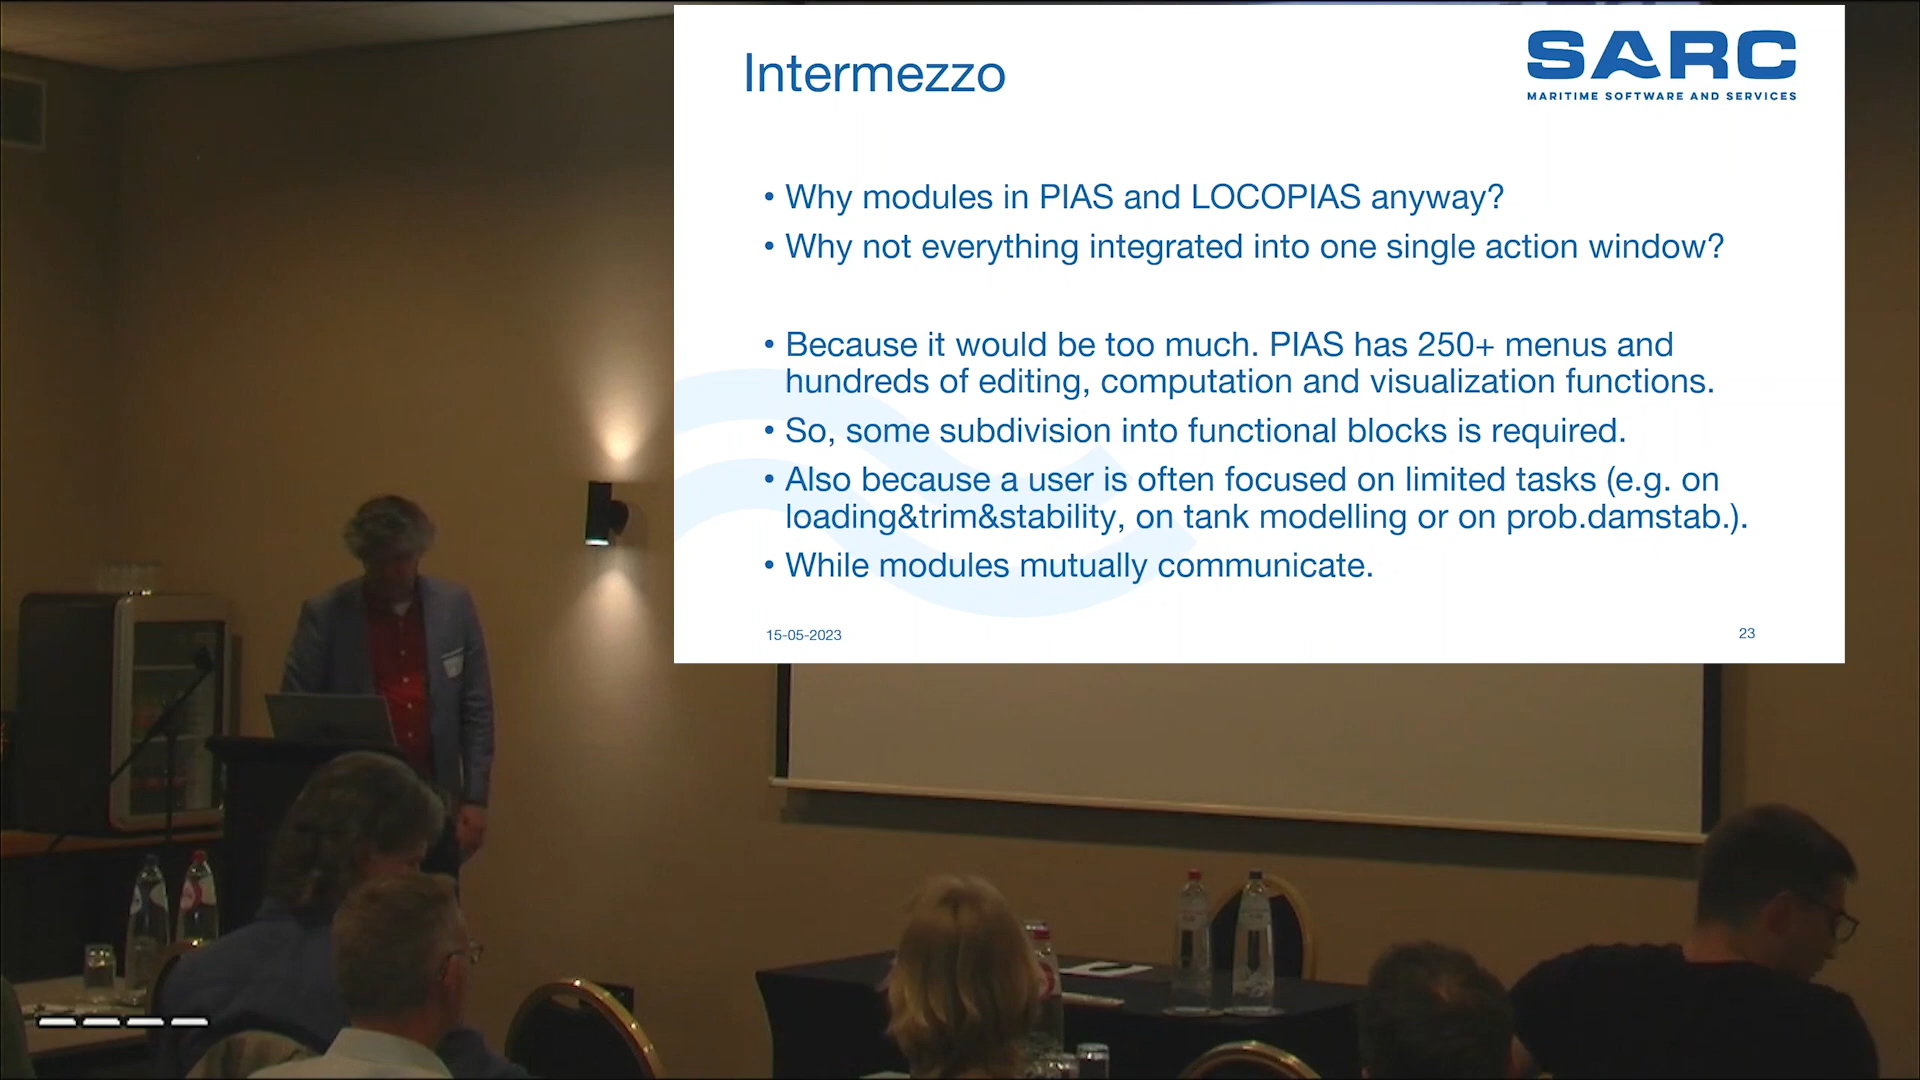 Intermezzo
SARC
MARITIME SOFTWARE AND SERVICES
• Why modules in PIAS and LOCOPIAS anyway?
• Why not everything integrated into one single action window?
• Because it would be too much. PIAS has 250+ menus and
hundreds of editing, computation and visualization functions.
• So, some subdivision into functional blocks is required.
• Also because a user is often focused on limited tasks (e.g. on
loading&trim&stability, on tank modelling or on prob.damstab.).
• While modules mutually communicate.
15-05-2023
23